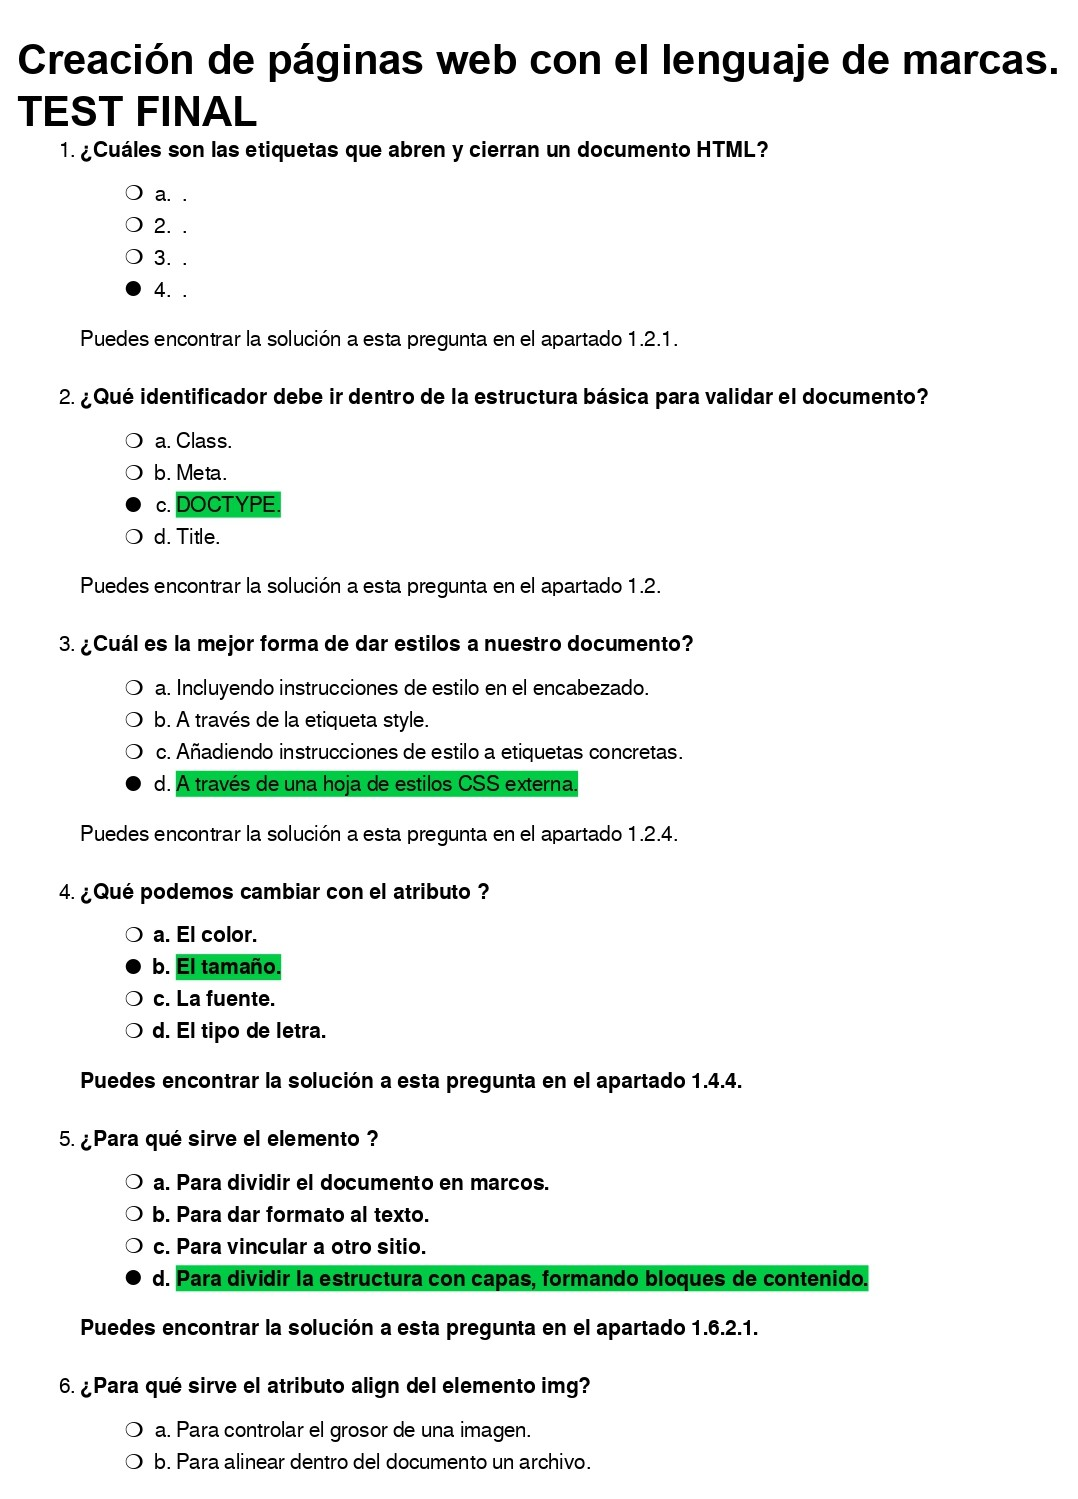 Creación de páginas web con el lenguaje de marcas.
TEST FINAL
1. ¿Cuáles son las etiquetas que abren y cierran un documento HTML?
a. .
2. .
3. .
4. .
Puedes encontrar la solución a esta pregunta en el apartado 1.2.1.
2. ¿Qué identificador debe ir dentro de la estructura básica para validar el documento?
a. Class.
b. Meta.
c. DOCTYPE.
d. Title.
Puedes encontrar la solución a esta pregunta en el apartado 1.2.
3. ¿Cuál es la mejor forma de dar estilos a nuestro documento?
a. Incluyendo instrucciones de estilo en el encabezado.
b. A través de la etiqueta style.
c. Añadiendo instrucciones de estilo a etiquetas concretas.
d. A través de una hoja de estilos CSS externa.
Puedes encontrar la solución a esta pregunta en el apartado 1.2.4.
4. ¿Qué podemos cambiar con el atributo ?
a. El color.
b. El tamaño.
c. La fuente.
d. El tipo de letra.
Puedes encontrar la solución a esta pregunta en el apartado 1.4.4.
5. ¿Para qué sirve el elemento ?
a. Para dividir el documento en marcos.
b. Para dar formato al texto.
c. Para vincular a otro sitio.
d. Para dividir la estructura con capas, formando bloques de contenido.
Puedes encontrar la solución a esta pregunta en el apartado 1.6.2.1.
6. ¿Para qué sirve el atributo align del elemento img?
a. Para controlar el grosor de una imagen.
b. Para alinear dentro del documento un archivo.